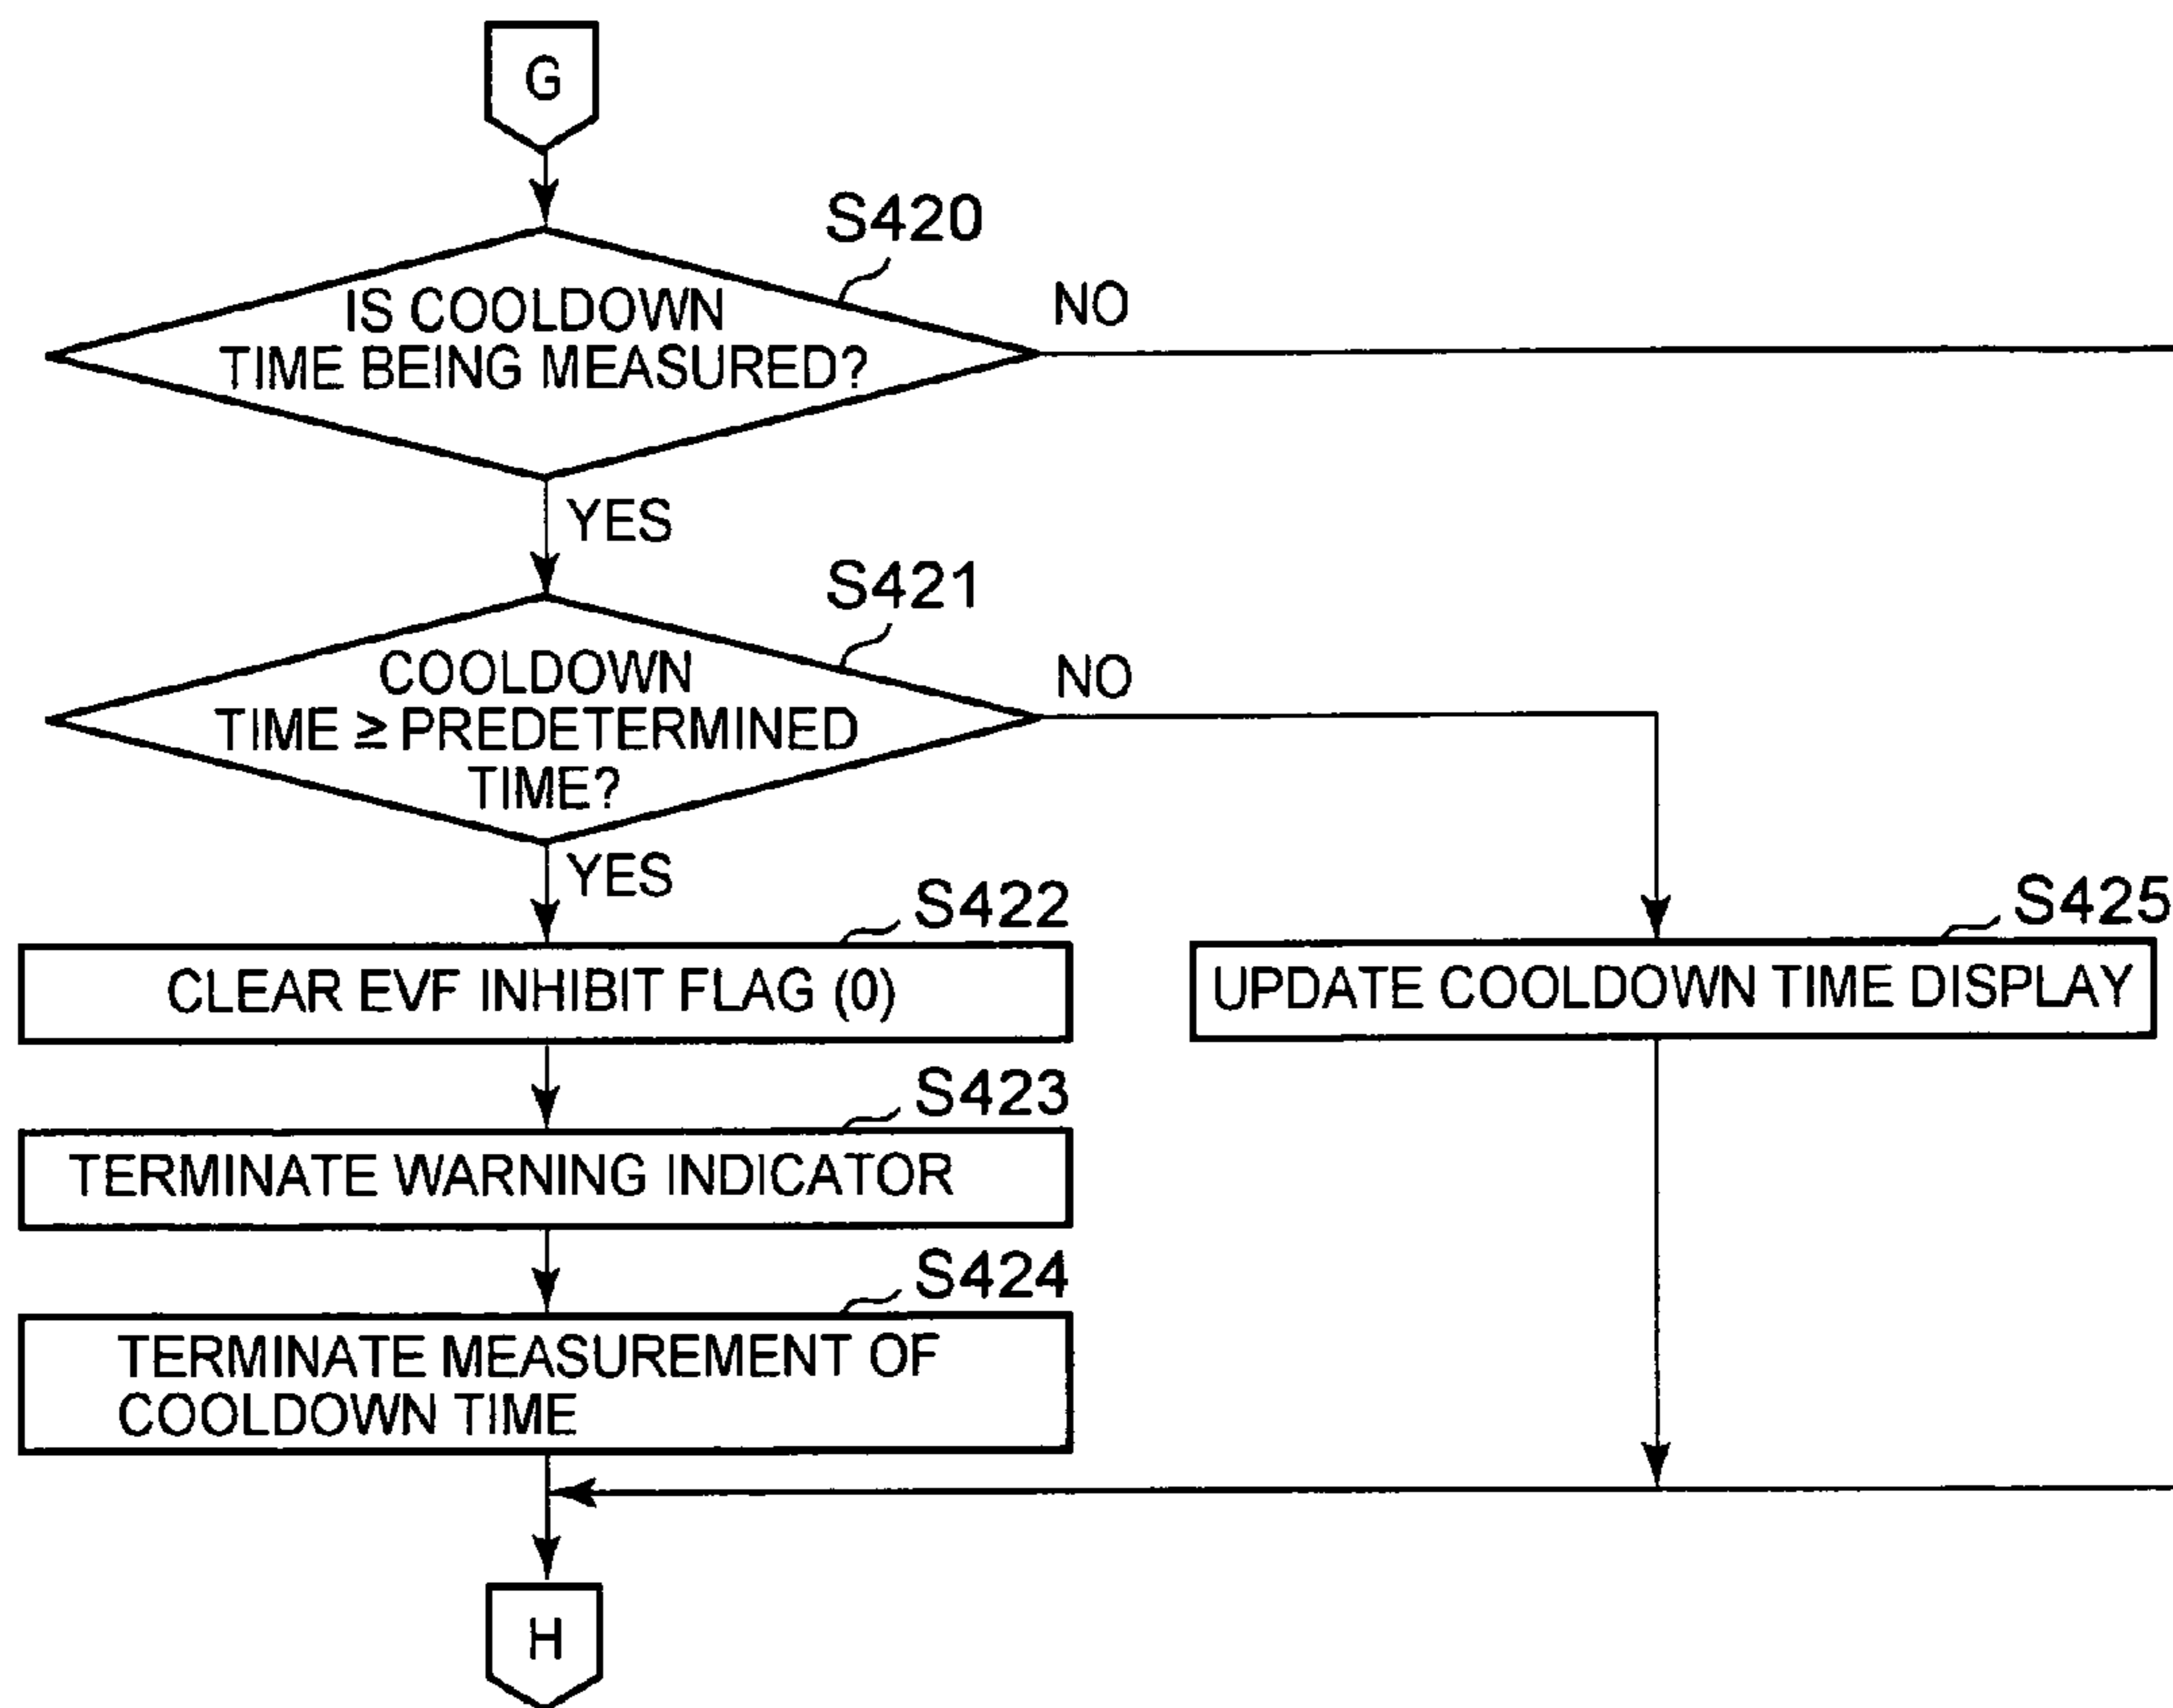 G
S420
IS COOLDOWN
TIME BEING MEASURED?
NO
YES
S421
COOLDOWN
TIME ≥ PREDETERMINED
TIME?
NO
YES
S422
CLEAR EVF INHIBIT FLAG (0)
S425
UPDATE COOLDOWN TIME DISPLAY
S423
TERMINATE WARNING INDICATOR
S424
TERMINATE MEASUREMENT OF
COOLDOWN TIME
H